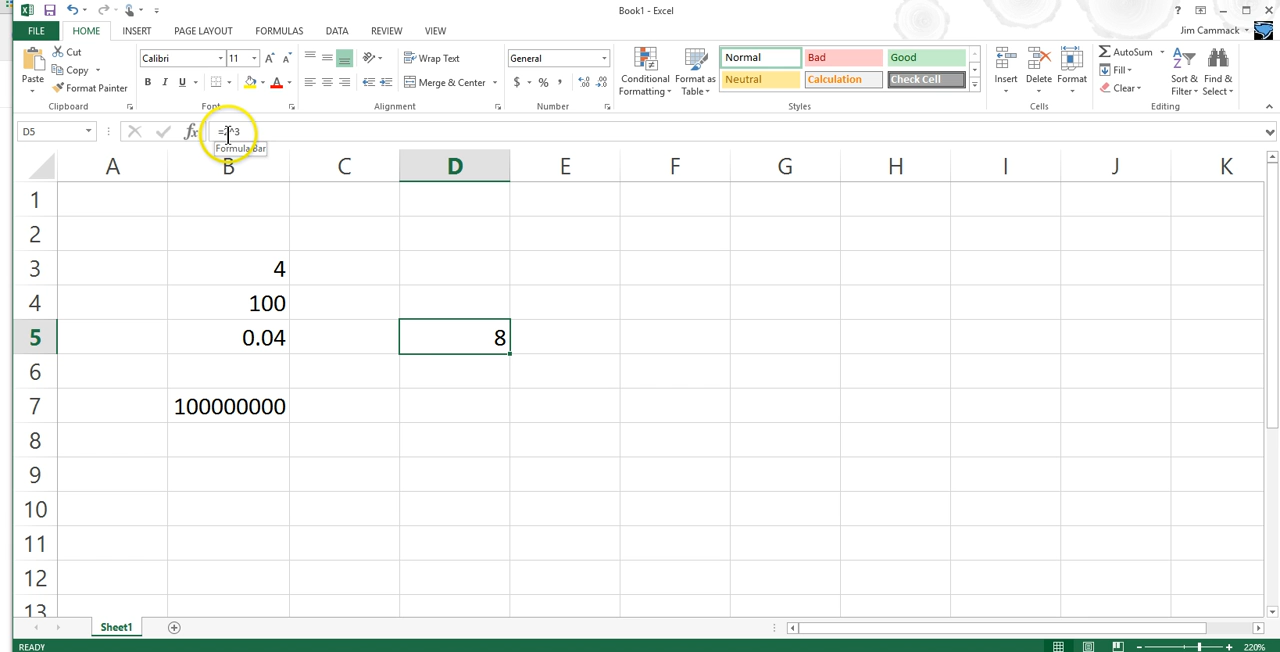 Book1 - Excel
?
FILE HOME INSERT PAGE LAYOUT FORMULAS DATA REVIEW VIEW Jim Cammack
Paste
Cut
Copy
Format Painter
Clipboard
Calibri 11
B I U
Font
Wrap Text
Merge & Center
Alignment
General
$ % ,
Number
Conditional Formatting
Format as Table
Normal Bad Good
Neutral Calculation Check Cell
Styles
Insert Delete Format
Cells
AutoSum
Fill
Clear
Sort & Filter
Find & Select
Editing
D5 fx =2^3
Formula Bar
A B C D E F G H I J K
1
2
3 4
4 100
5 0.04 8
6
7 100000000
8
9
10
11
12
13
Sheet1
READY 220%